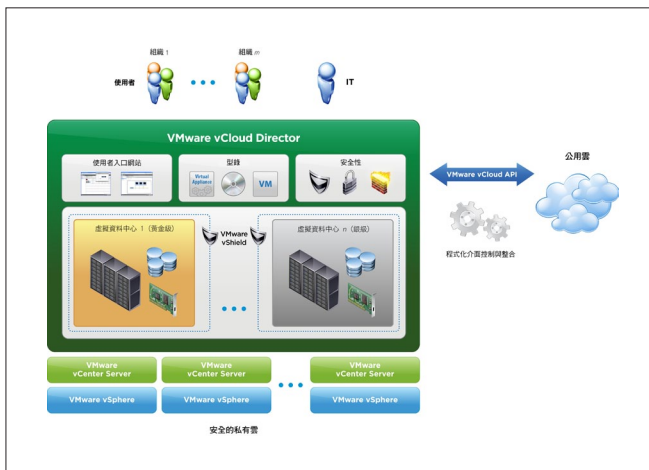 組織 1
組織 m
使用者
IT
VMware vCloud Director
使用者入口網站
型錄
安全性
Virtual Appliance
VM
VMware vCloud API
公用雲
程式化介面控制與整合
虛擬資料中心 1 (黃金級)
VMware vShield
虛擬資料中心 n (銀級)
VMware vCenter Server
VMware vCenter Server
VMware vCenter Server
VMware vSphere
VMware vSphere
VMware vSphere
安全的私有雲